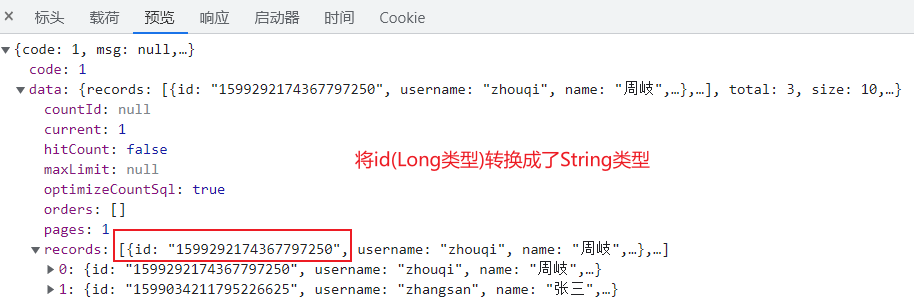 × 标头 载荷 预览 响应 启动器 时间 Cookie
▼{code: 1, msg: null,…}
code: 1
▼data: {records: [{id: "1599292174367797250", username: "zhouqi", name: "周岐",…},…], total: 3, size: 10,…}
countId: null
current: 1
hitCount: false
将id(Long类型)转换成了String类型
maxLimit: null
optimizeCountSql: true
orders: []
pages: 1
▼records: [{id: "1599292174367797250", username: "zhouqi", name: "周岐",…},…]
▶0: {id: "1599292174367797250", username: "zhouqi", name: "周岐",…}
▶1: {id: "1599034211795226625", username: "zhangsan", name: "张三",…}